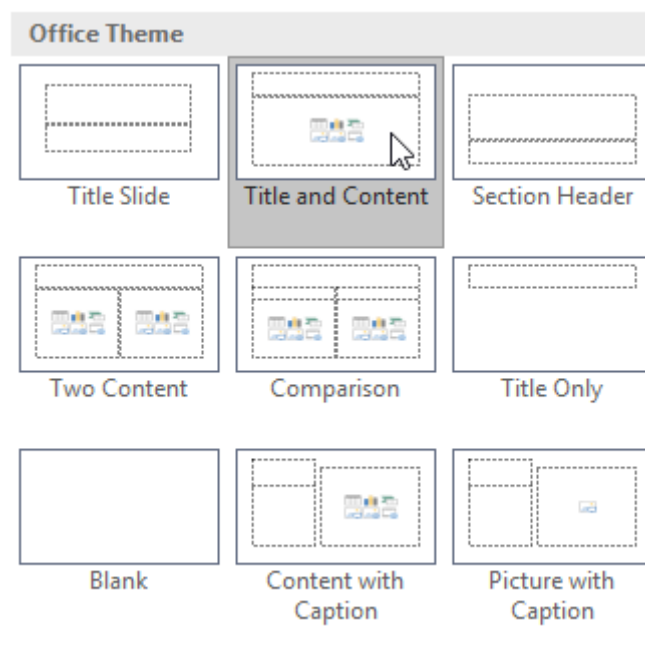 Office Theme
Title Slide
Title and Content
Section Header
Two Content
Comparison
Title Only
Blank
Content with
Caption
Picture with
Caption